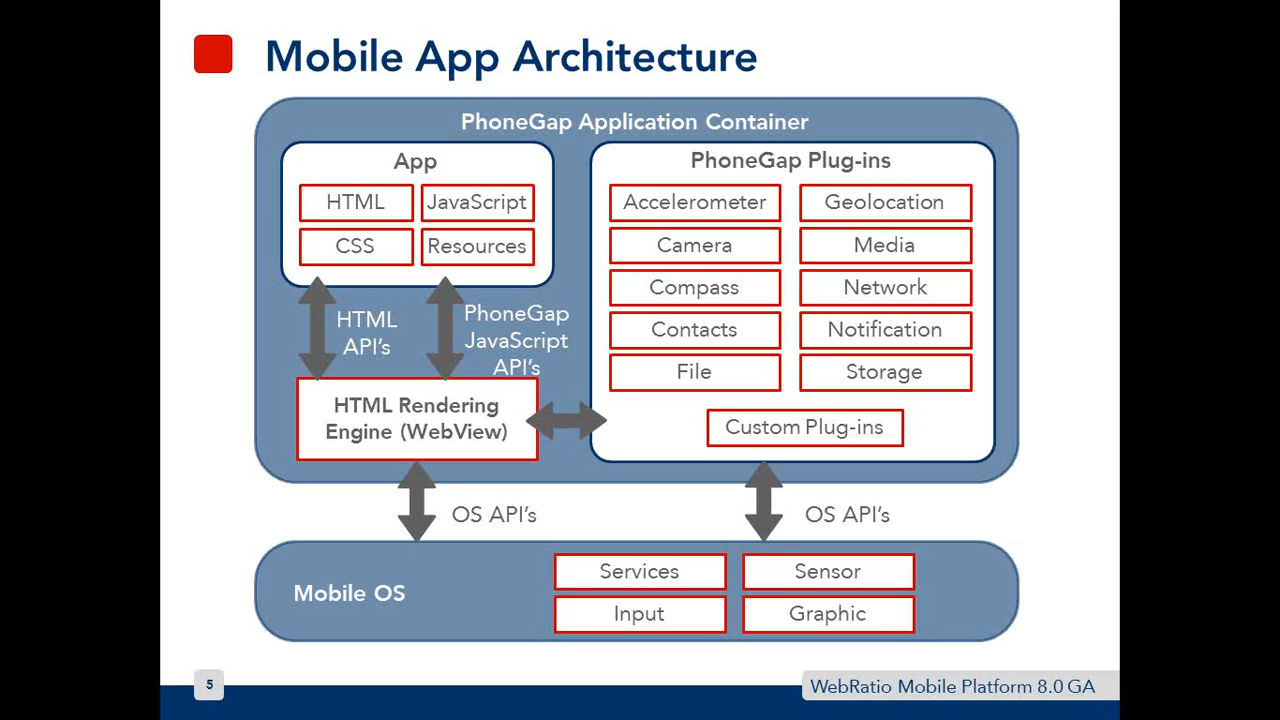 Mobile App Architecture
PhoneGap Application Container
App
HTML
JavaScript
CSS
Resources
HTML
API's
PhoneGap
JavaScript
API's
HTML Rendering
Engine (WebView)
PhoneGap Plug-ins
Accelerometer
Geolocation
Camera
Media
Compass
Network
Contacts
Notification
File
Storage
Custom Plug-ins
OS API's
OS API's
Mobile OS
Services
Sensor
Input
Graphic
5
WebRatio Mobile Platform 8.0 GA